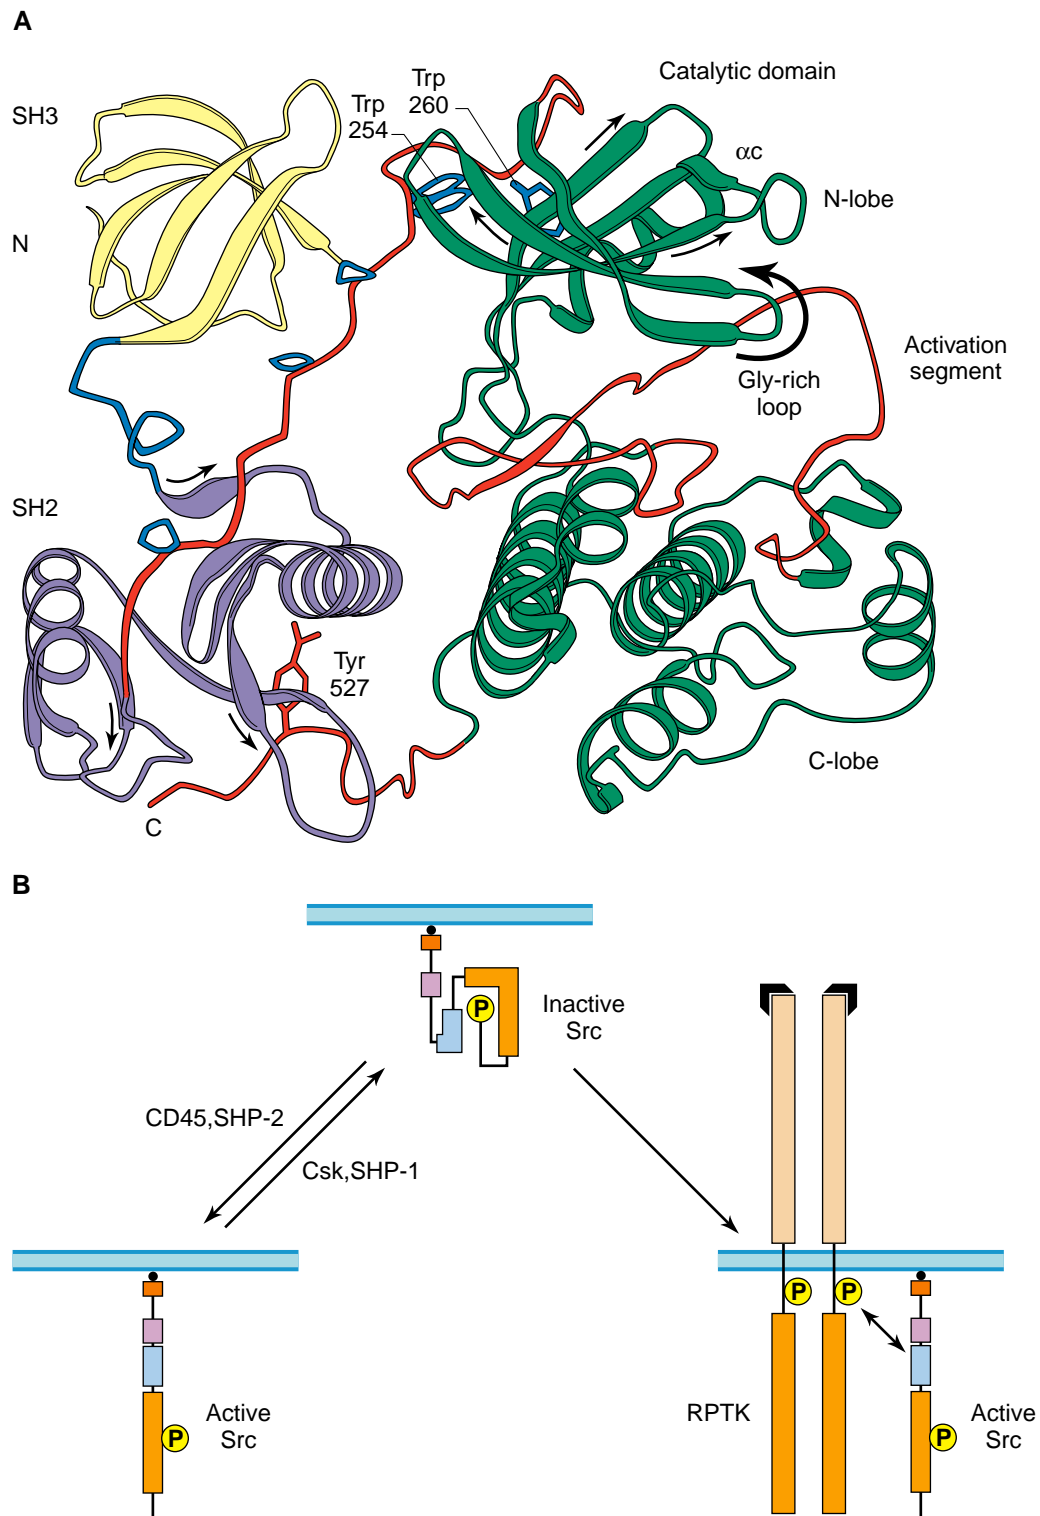 A
SH3
N
SH2
Trp
254
Trp
260
Catalytic domain
αc
N-lobe
Activation
segment
Gly-rich
loop
Tyr
527
C-lobe
C
B
P
Inactive
Src
CD45,SHP-2
Csk,SHP-1
P
Active
Src
P
P
RPTK
P
Active
Src